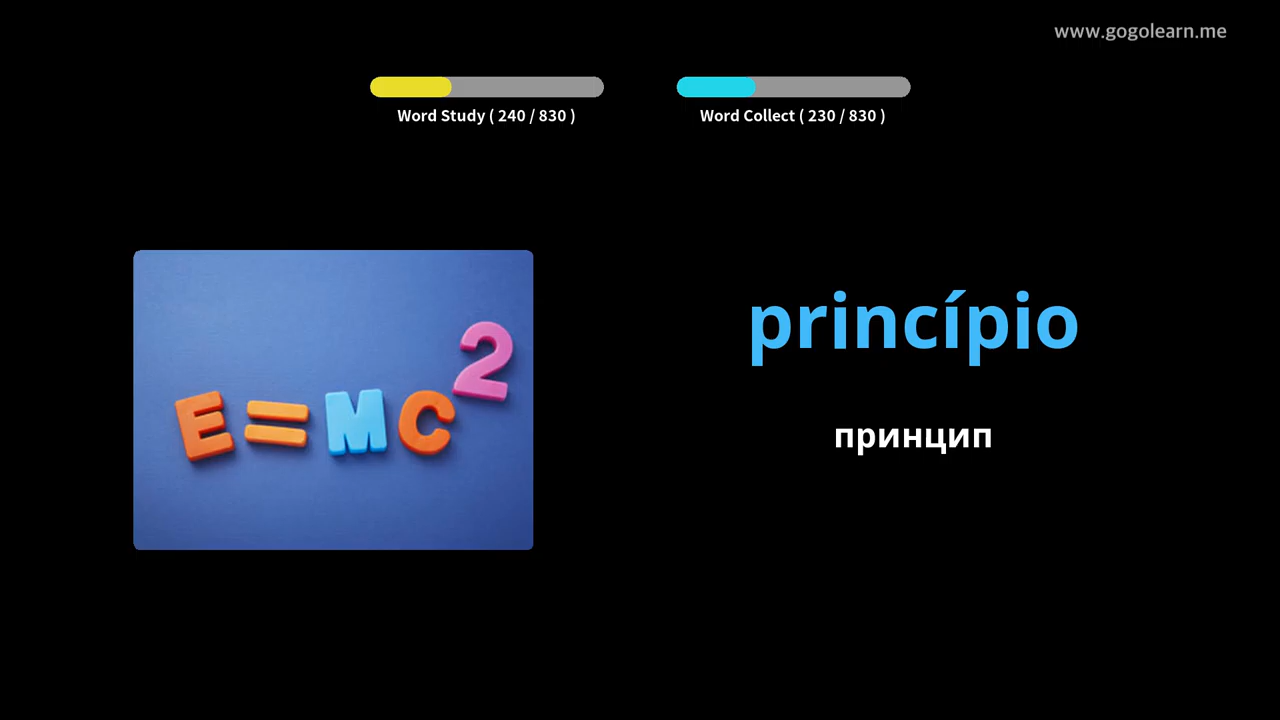 www.gogolearn.me
Word Study ( 240 / 830 )
Word Collect ( 230 / 830 )
E=MC2
princípio
принцип